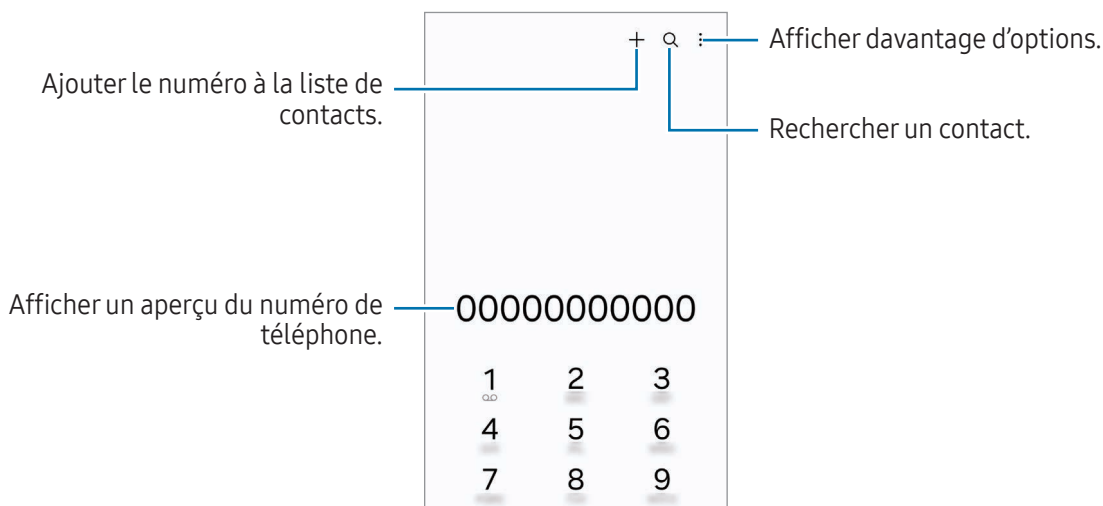 Afficher davantage d'options.
Ajouter le numéro à la liste de
contacts.
Rechercher un contact.
Afficher un aperçu du numéro de
téléphone.
00000000000
1 2 3
4 5 6
7 8 9